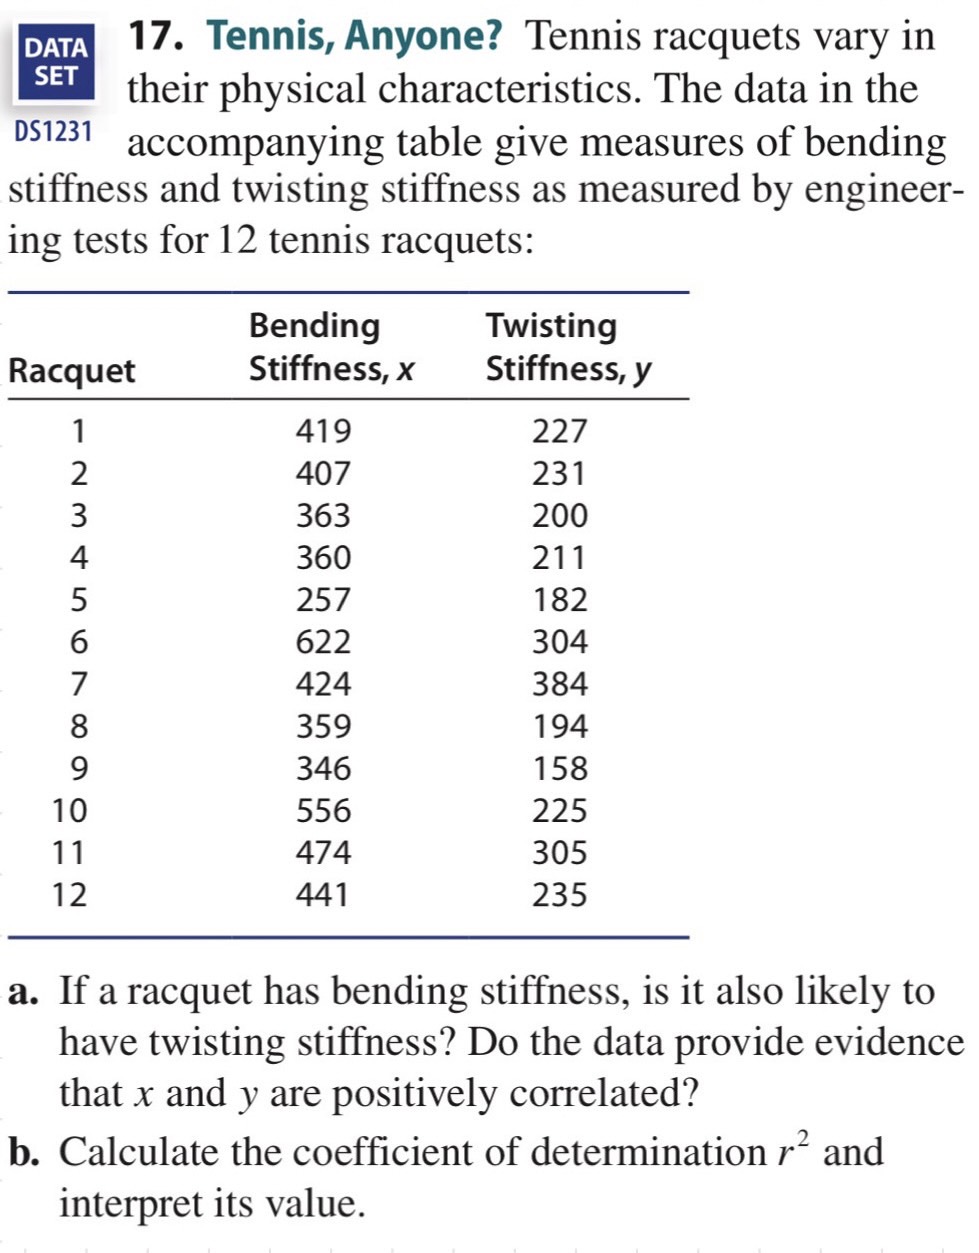 DATA
SET
DS1231
17. Tennis, Anyone? Tennis racquets vary in
their physical characteristics. The data in the
accompanying table give measures of bending
stiffness and twisting stiffness as measured by engineer-
ing tests for 12 tennis racquets:
Racquet Bending Stiffness, x Twisting Stiffness, y
1 419 227
2 407 231
3 363 200
4 360 211
5 257 182
6 622 304
7 424 384
8 359 194
9 346 158
10 556 225
11 474 305
12 441 235
a. If a racquet has bending stiffness, is it also likely to
have twisting stiffness? Do the data provide evidence
that x and y are positively correlated?
b. Calculate the coefficient of determination r² and
interpret its value.